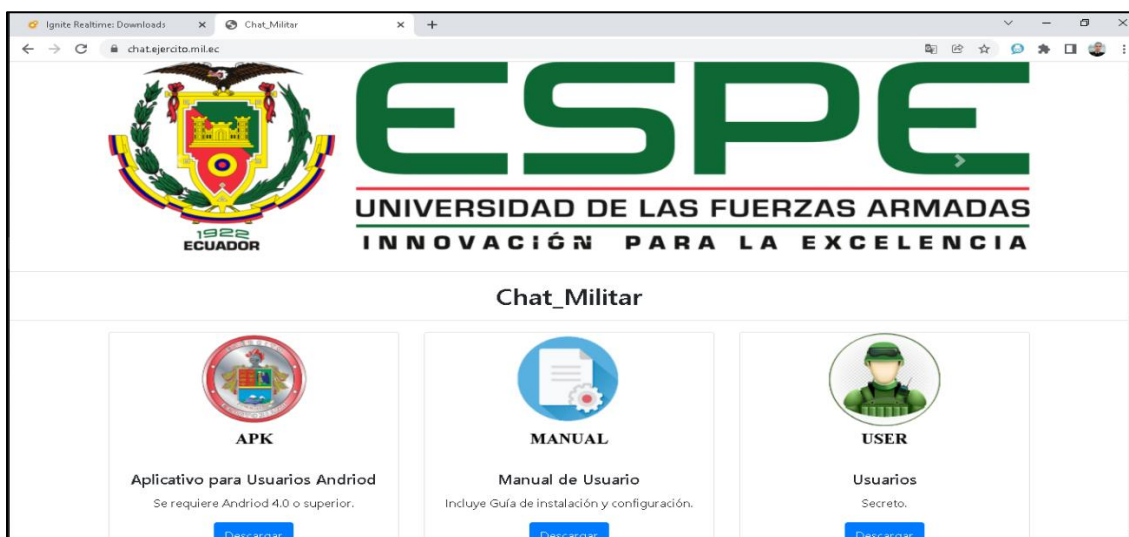 Ignite Realtime: Downloads
Chat_Militar
chat.ejercito.mil.ec
ESPE
UNIVERSIDAD DE LAS FUERZAS ARMADAS
INNOVACIÓN PARA LA EXCELENCIA
1922
ECUADOR
Chat_Militar
APK
Aplicativo para Usuarios Andriod
Se requiere Andriod 4.0 o superior.
Descargar
MANUAL
Manual de Usuario
Incluye Guía de instalación y configuración.
Descargar
USER
Usuarios
Secreto.
Descargar